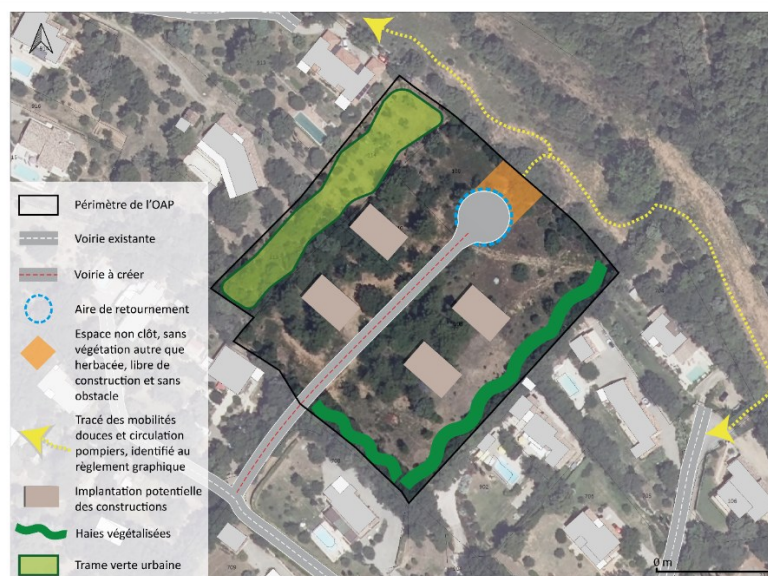 Périmètre de l'OAP
Voirie existante
Voirie à créer
Aire de retournement
Espace non clôt, sans
végétation autre que
herbacée, libre de
construction et sans
obstacle
Tracé des mobilités
douces et circulation
pompiers, identifié au
règlement graphique
Implantation potentielle
des constructions
Haies végétalisées
Trame verte urbaine
0 m